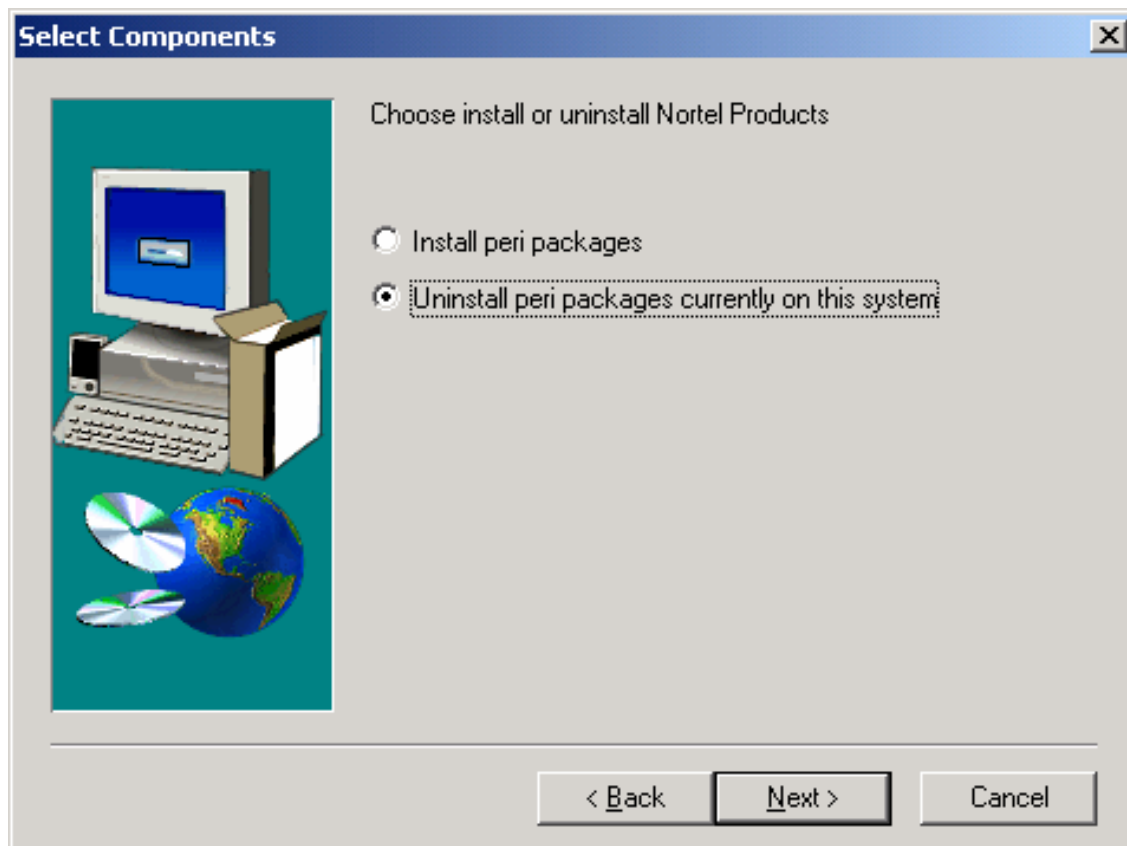 Select Components
Choose install or uninstall Nortel Products
Install peri packages
Uninstall peri packages currently on this system
< Back
Next >
Cancel